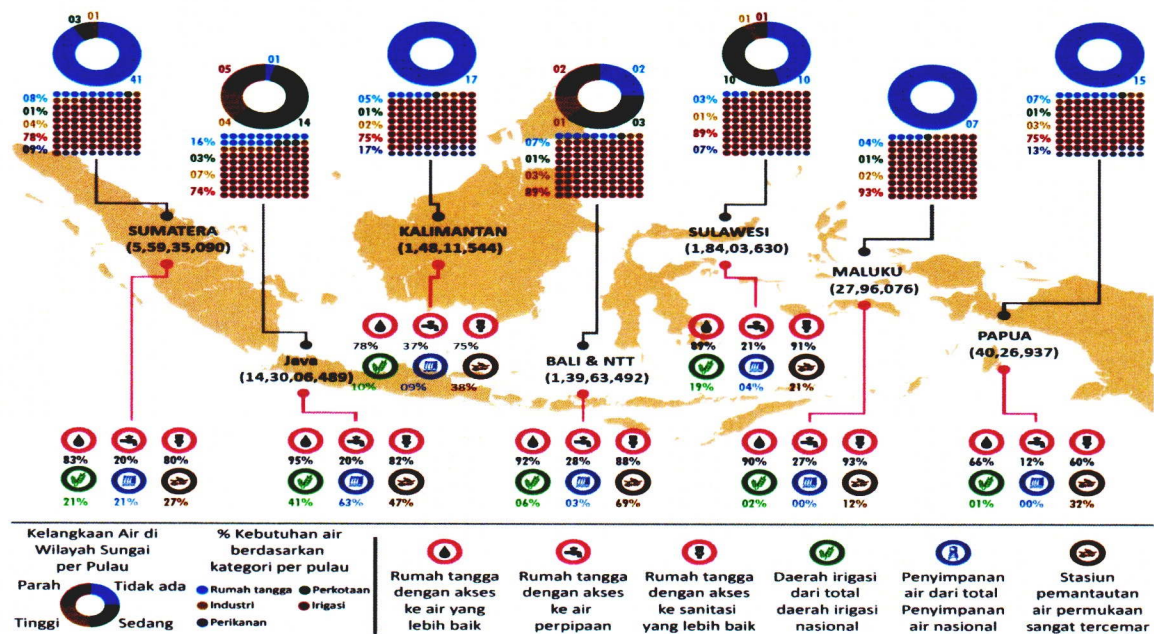 03 01
41
08%
01%
04%
78%
09%
SUMATERA
(5,59,35,090)
83% 20% 80%
21% 21% 27%
01
05
04 14
16%
03%
07%
74%
Java
(14,30,06,489)
95% 20% 82%
41% 63% 47%
17
05%
01%
02%
75%
17%
KALIMANTAN
(1,48,11,544)
78% 37% 75%
10% 09% 38%
02 02
01 03
07%
01%
03%
89%
BALI & NTT
(1,39,63,492)
92% 28% 88%
06% 03% 69%
01 01
10 10
03%
01%
89%
07%
SULAWESI
(1,84,03,630)
89% 21% 91%
19% 04% 21%
07
04%
01%
02%
93%
MALUKU
(27,96,076)
90% 27% 93%
02% 00% 12%
15
07%
01%
03%
75%
13%
PAPUA
(40,26,937)
66% 12% 60%
01% 00% 32%
Kelangkaan Air di
Wilayah Sungai
per Pulau
Parah Tidak ada
Tinggi Sedang
% Kebutuhan air
berdasarkan
kategori per pulau
Rumah tangga Perkotaan
Industri Irigasi
Perikanan
Rumah tangga
dengan akses
ke air yang
lebih baik
Rumah tangga
dengan akses
ke air
perpipaan
Rumah tangga
dengan akses
ke sanitasi
yang lebih baik
Daerah irigasi
dari total
daerah irigasi
nasional
Penyimpanan
air dari total
Penyimpanan
air nasional
Stasiun
pemantautan
air permukaan
sangat tercemar